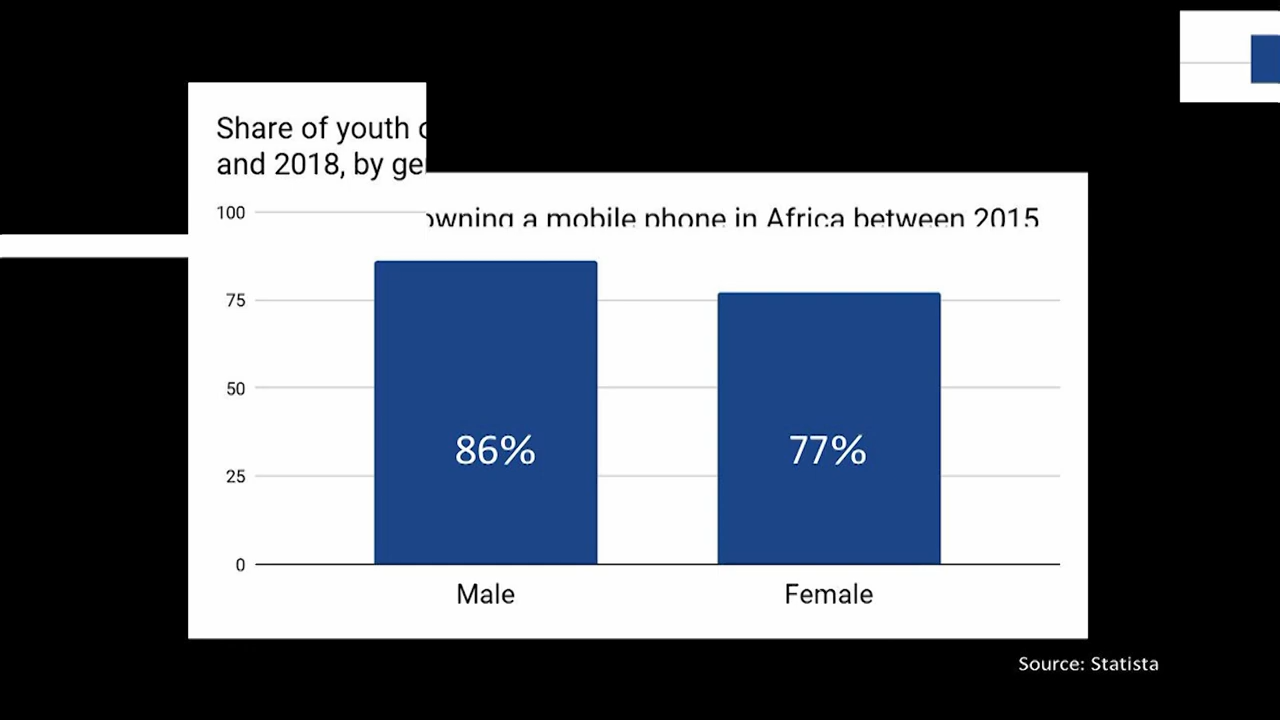 Share of youth
owning a mobile phone in Africa between 2015
and 2018, by
100
75
50
25
0
86%
77%
Male
Female
Source: Statista